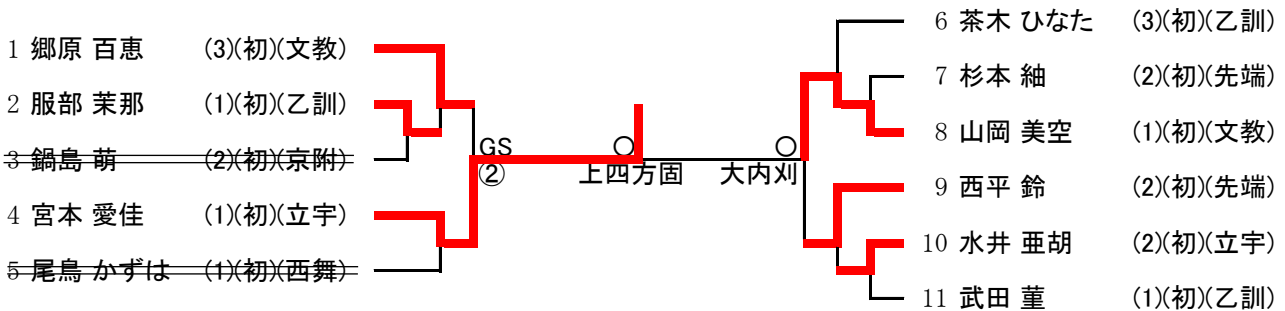 1 郷原 百恵 (3)(初)(文教)
2 服部 茉那 (1)(初)(乙訓)
3 鍋島 萌 (2)(初)(京附)
4 宮本 愛佳 (1)(初)(立宇)
5 尾鳥 かずは (1)(初)(西舞)
GS
②
○
上四方固
○
大内刈
6 茶木 ひなた (3)(初)(乙訓)
7 杉本 紬 (2)(初)(先端)
8 山岡 美空 (1)(初)(文教)
9 西平 鈴 (2)(初)(先端)
10 水井 亜胡 (2)(初)(立宇)
11 武田 菫 (1)(初)(乙訓)